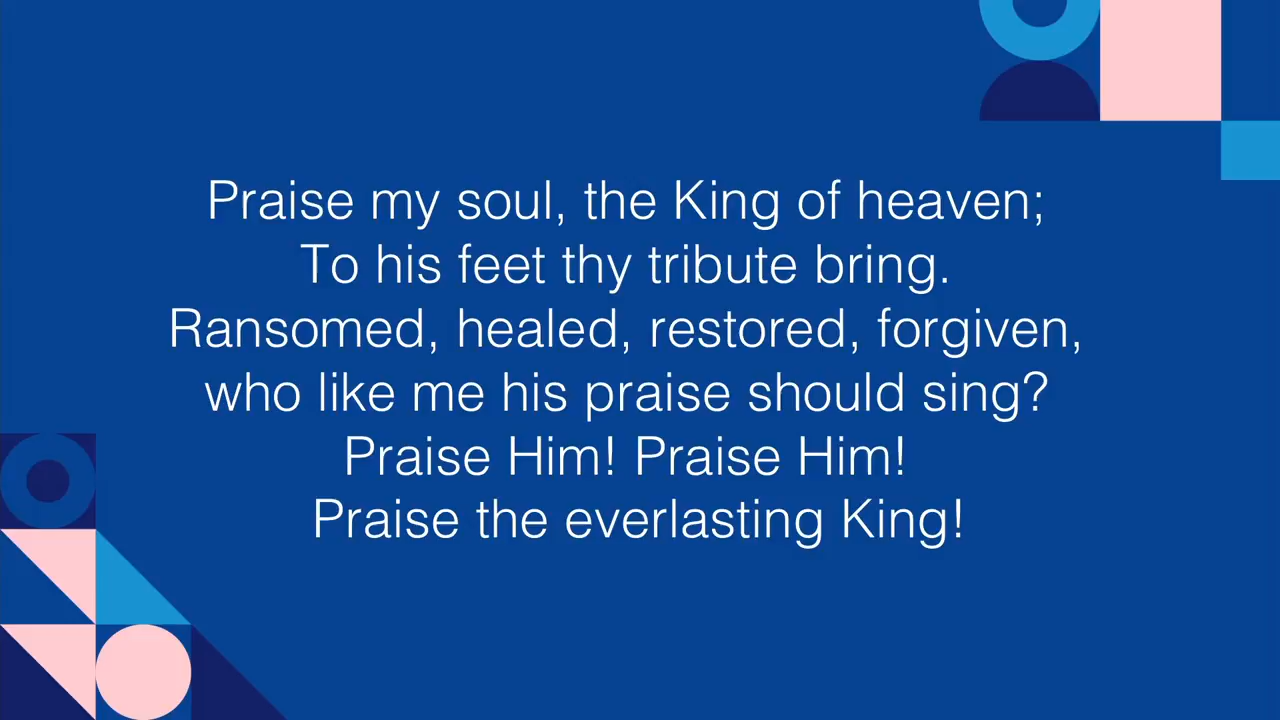 Praise my soul, the King of heaven;
To his feet thy tribute bring.
Ransomed, healed, restored, forgiven,
who like me his praise should sing?
Praise Him! Praise Him!
Praise the everlasting King!